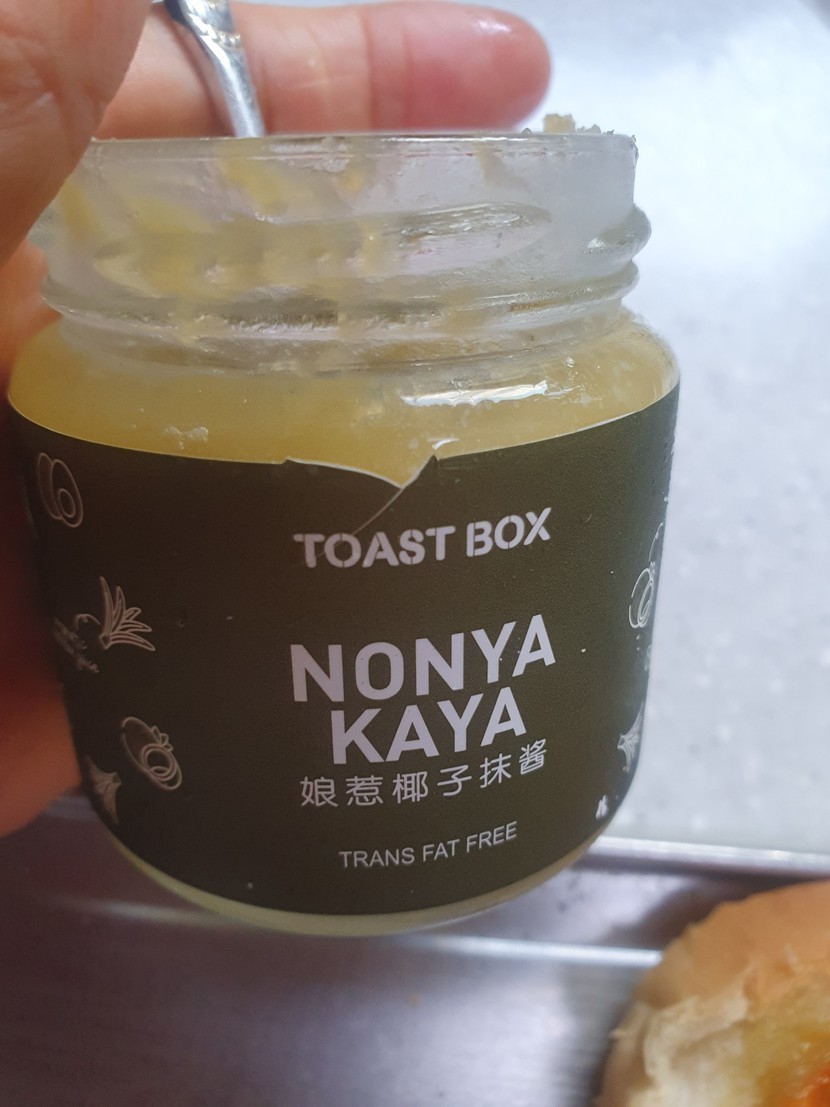 TOAST BOX
NONYA
KAYA
娘惹椰子抹酱
TRANS FAT FREE